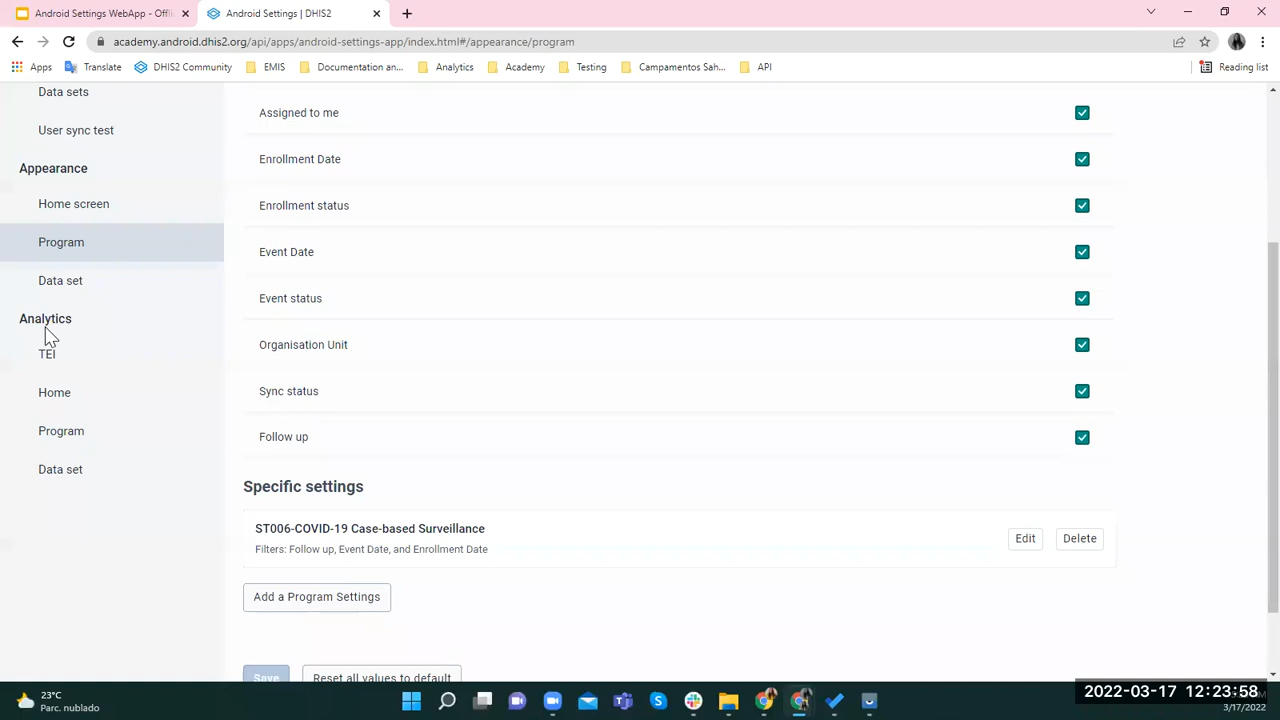 Android Settings WebApp - Offli
Android Settings | DHIS2
academy.android.dhis2.org/api/apps/android-settings-app/index.html#/appearance/program
Apps
Translate
DHIS2 Community
EMIS
Documentation an...
Analytics
Academy
Testing
Campamentos Sah...
API
Reading list
Data sets
User sync test
Appearance
Home screen
Program
Data set
Analytics
TEI
Home
Program
Data set
Assigned to me
Enrollment Date
Enrollment status
Event Date
Event status
Organisation Unit
Sync status
Follow up
Specific settings
ST006-COVID-19 Case-based Surveillance
Filters: Follow up, Event Date, and Enrollment Date
Edit
Delete
Add a Program Settings
Save
Reset all values to default
23°C
Parc. nublado
2022-03-17 12:23:58
3/17/2022